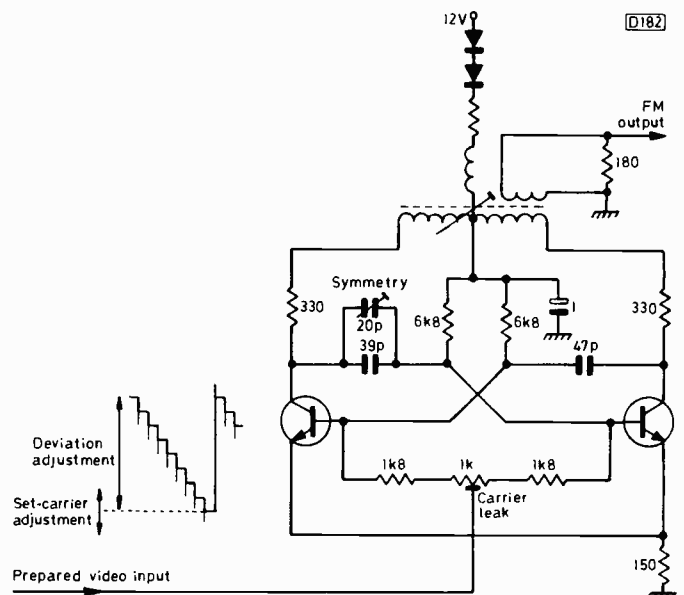 12V
D182
FM
output
180
Symmetry
330
20p
39p
6k8
6k8
1
47p
330
Deviation
adjustment
Set-carrier
adjustment
1k8
1k
1k8
Carrier
leak
Prepared video input
150